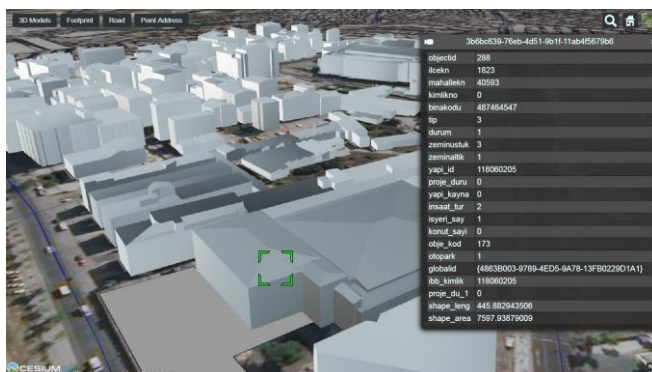 3D Models Footprint Road Point Address
3b6bc639-76eb-4d51-9b1f-11ab4f5679b6
objectid 288
ilcekn 1823
mahallekn 40593
kimlikno 0
binakodu 487464547
tip 3
durum 1
zeminustuk 3
zeminaltik 1
yapi_id 118060205
proje_duru 0
yapi_kayna 0
insaat_tur 2
isyeri_say 1
konut_sayi 0
obje_kod 173
otopark 1
globalid {4863B003-9789-4ED5-9A78-13FB0229D1A1}
ibb_kimlik 118060205
proje_du_1 0
shape_leng 445.882943506
shape_area 7597.93879009
CESIUM